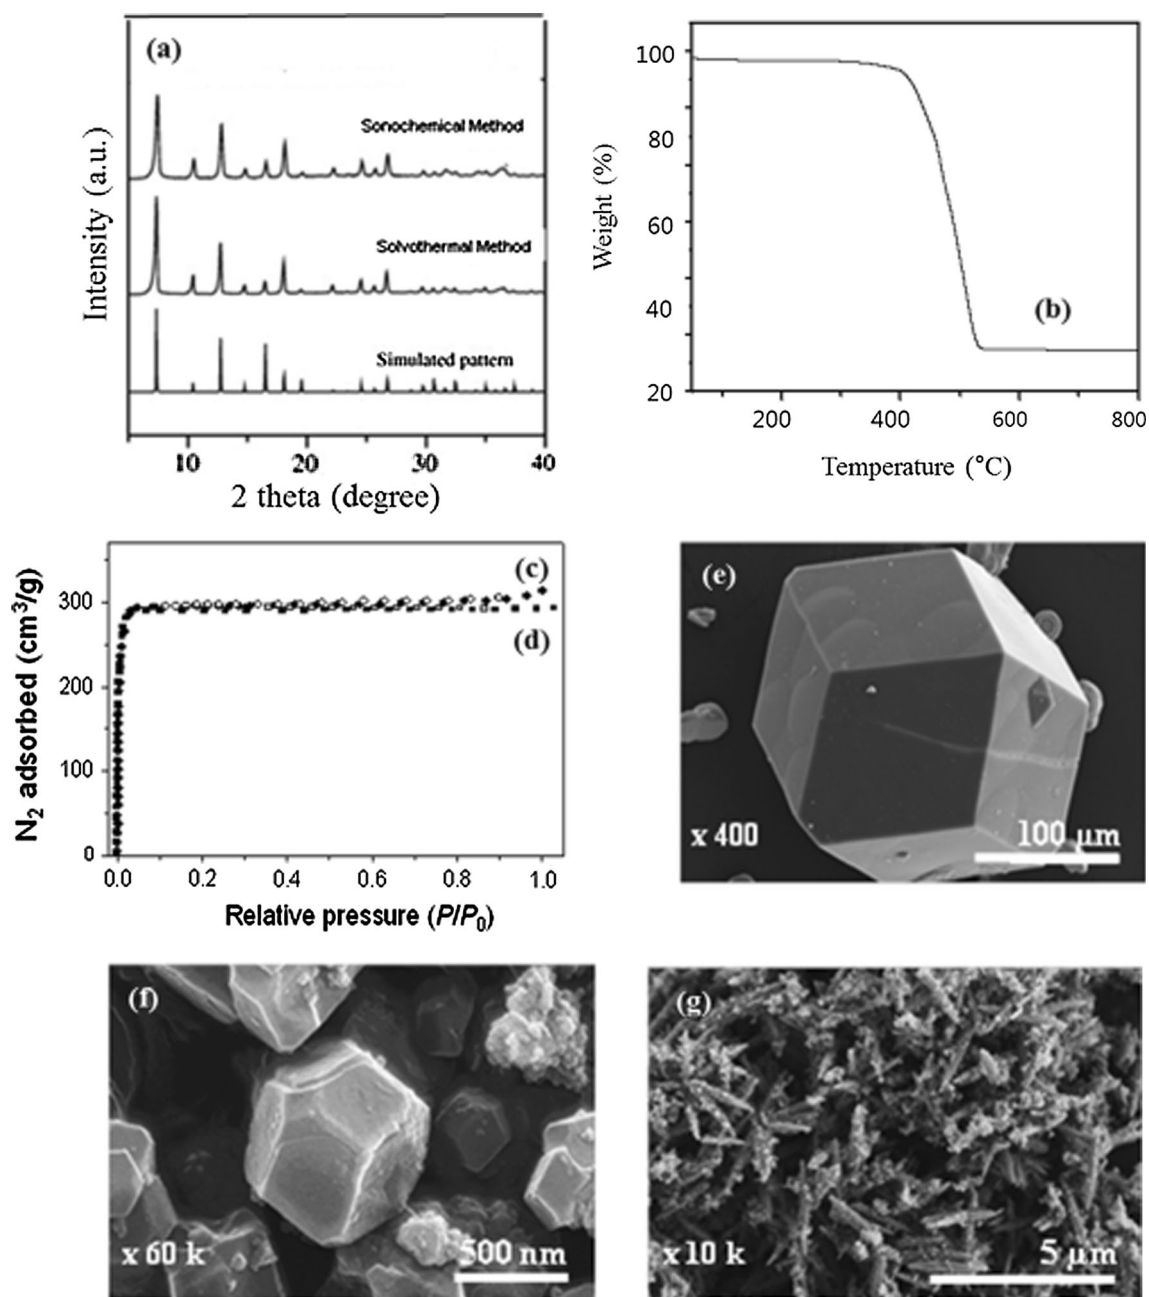 (a)
Sonochemical Method
Solvothermal Method
Simulated pattern
Intensity (a.u.)
10 20 30 40
2 theta (degree)
100
80
60
40
20
Weight (%)
(b)
200 400 600 800
Temperature (°C)
300
200
100
0
N2 adsorbed (cm3/g)
(c)
(d)
0.0 0.2 0.4 0.6 0.8 1.0
Relative pressure (P/P0)
(e)
x 400
100 µm
(f)
x 60 k
500 nm
(g)
x 10 k
5 µm